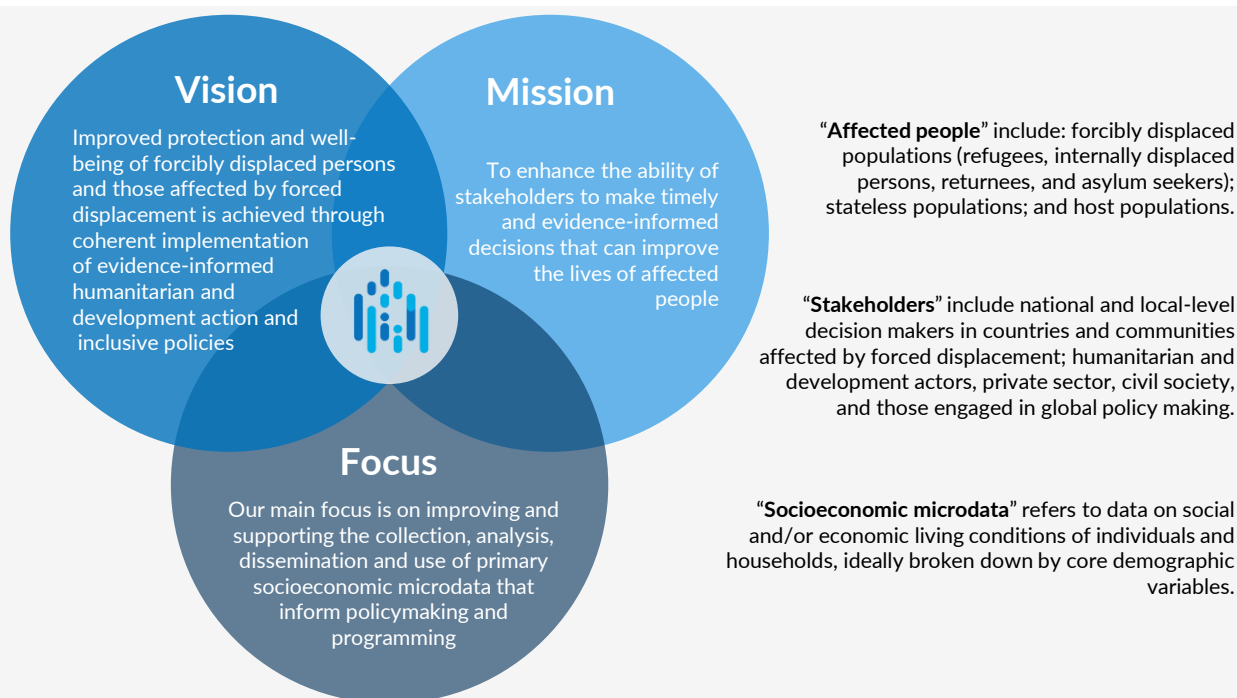 Vision
Improved protection and well-
being of forcibly displaced persons
and those affected by forced
displacement is achieved through
coherent implementation
of evidence-informed
humanitarian and
development action and
inclusive policies
Mission
To enhance the ability of
stakeholders to make timely
and evidence-informed
decisions that can improve
the lives of affected
people
Focus
Our main focus is on improving and
supporting the collection, analysis,
dissemination and use of primary
socioeconomic microdata that
inform policymaking and
programming
“Affected people” include: forcibly displaced
populations (refugees, internally displaced
persons, returnees, and asylum seekers);
stateless populations; and host populations.
“Stakeholders” include national and local-level
decision makers in countries and communities
affected by forced displacement; humanitarian and
development actors, private sector, civil society,
and those engaged in global policy making.
“Socioeconomic microdata” refers to data on social
and/or economic living conditions of individuals and
households, ideally broken down by core demographic
variables.